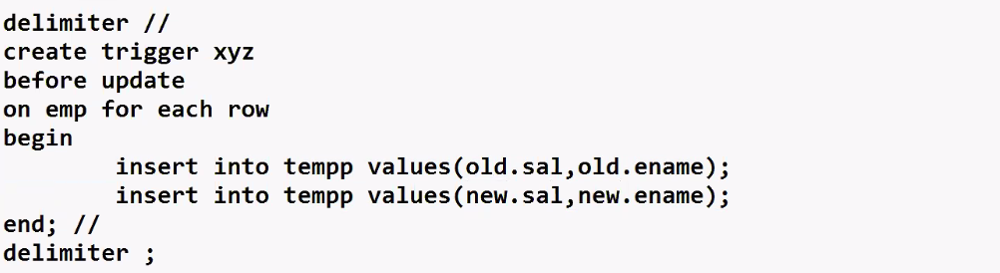 delimiter //
create trigger xyz
before update
on emp for each row
begin
insert into tempp values(old.sal,old.ename);
insert into tempp values(new.sal,new.ename);
end; //
delimiter ;